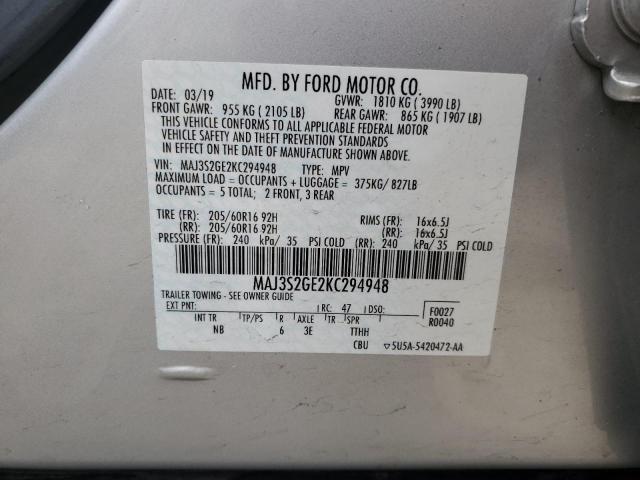 MFD. BY FORD MOTOR CO.
DATE: 03/19 GVWR: 1810 KG ( 3990 LB)
FRONT GAWR: 955 KG ( 2105 LB) REAR GAWR: 865 KG ( 1907 LB)
THIS VEHICLE CONFORMS TO ALL APPLICABLE FEDERAL MOTOR
VEHICLE SAFETY AND THEFT PREVENTION STANDARDS
IN EFFECT ON THE DATE OF MANUFACTURE SHOWN ABOVE.
VIN: MAJ3S2GE2KC294948 TYPE: MPV
MAXIMUM LOAD = OCCUPANTS + LUGGAGE = 375KG/ 827LB
OCCUPANTS = 5 TOTAL; 2 FRONT, 3 REAR
TIRE (FR): 205/60R16 92H RIMS (FR): 16x6.5J
(RR): 205/60R16 92H (RR): 16x6.5J
PRESSURE (FR): 240 kPa/ 35 PSI COLD (RR): 240 kPa/ 35 PSI COLD
MAJ3S2GE2KC294948
TRAILER TOWING - SEE OWNER GUIDE
EXT PNT: RC: 47 DSO: F0027
R0040
INT TR TP/PS R AXLE TR SPR
NB 6 3E TTHH
CBU ▽5U5A-5420472-AA